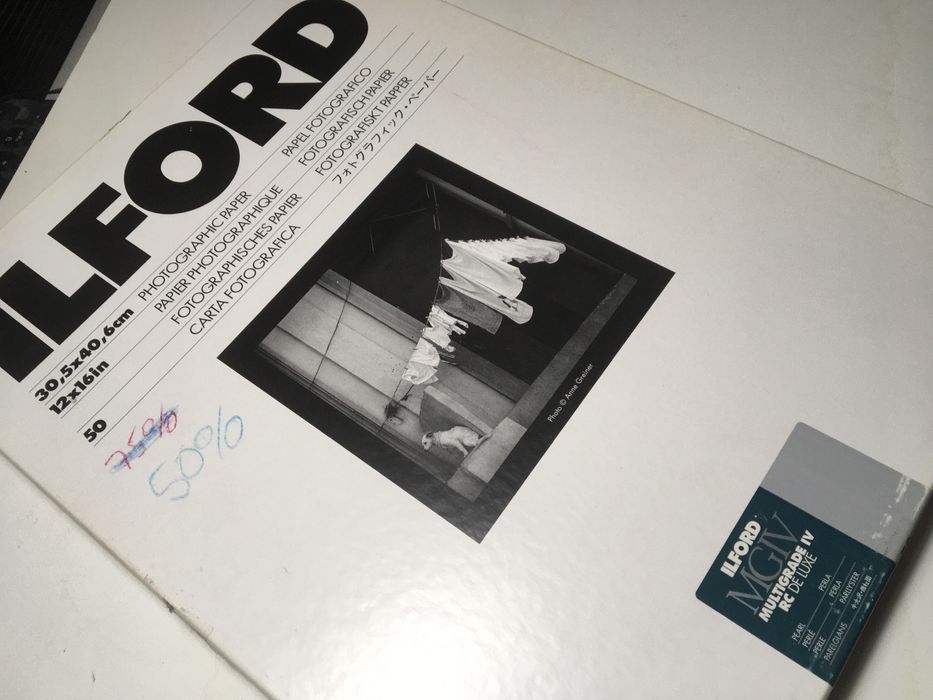 ILFORD
PHOTOGRAPHIC PAPER
PAPIER PHOTOGRAPHIQUE
FOTOGRAPHISCHES PAPIER
CARTA FOTOGRAFICA
PAPEL FOTOGRAFICO
FOTOGRAFISCH PAPIER
FOTOGRAFISKT PAPPER
フォトグラフィック・ペーパー
30,5x40,6cm
12x16in
50
75%
50%
Photo © Anne Greiner
ILFORD
MGIV
MULTIGRADE IV
RC DE LUXE
PEARL
PERLÉ
PERLE
PARELGLANS
PERLA
PERLA
PÄRLLYSTER